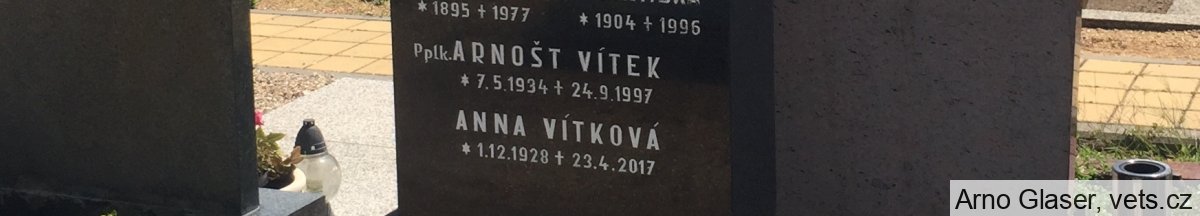 * 1895 † 1977 * 1904 † 1996
Pplk. ARNOŠT VÍTEK
* 7.5.1934 † 24.9.1997
ANNA VÍTKOVÁ
* 1.12.1928 † 23.4.2017
Arno Glaser, vets.cz